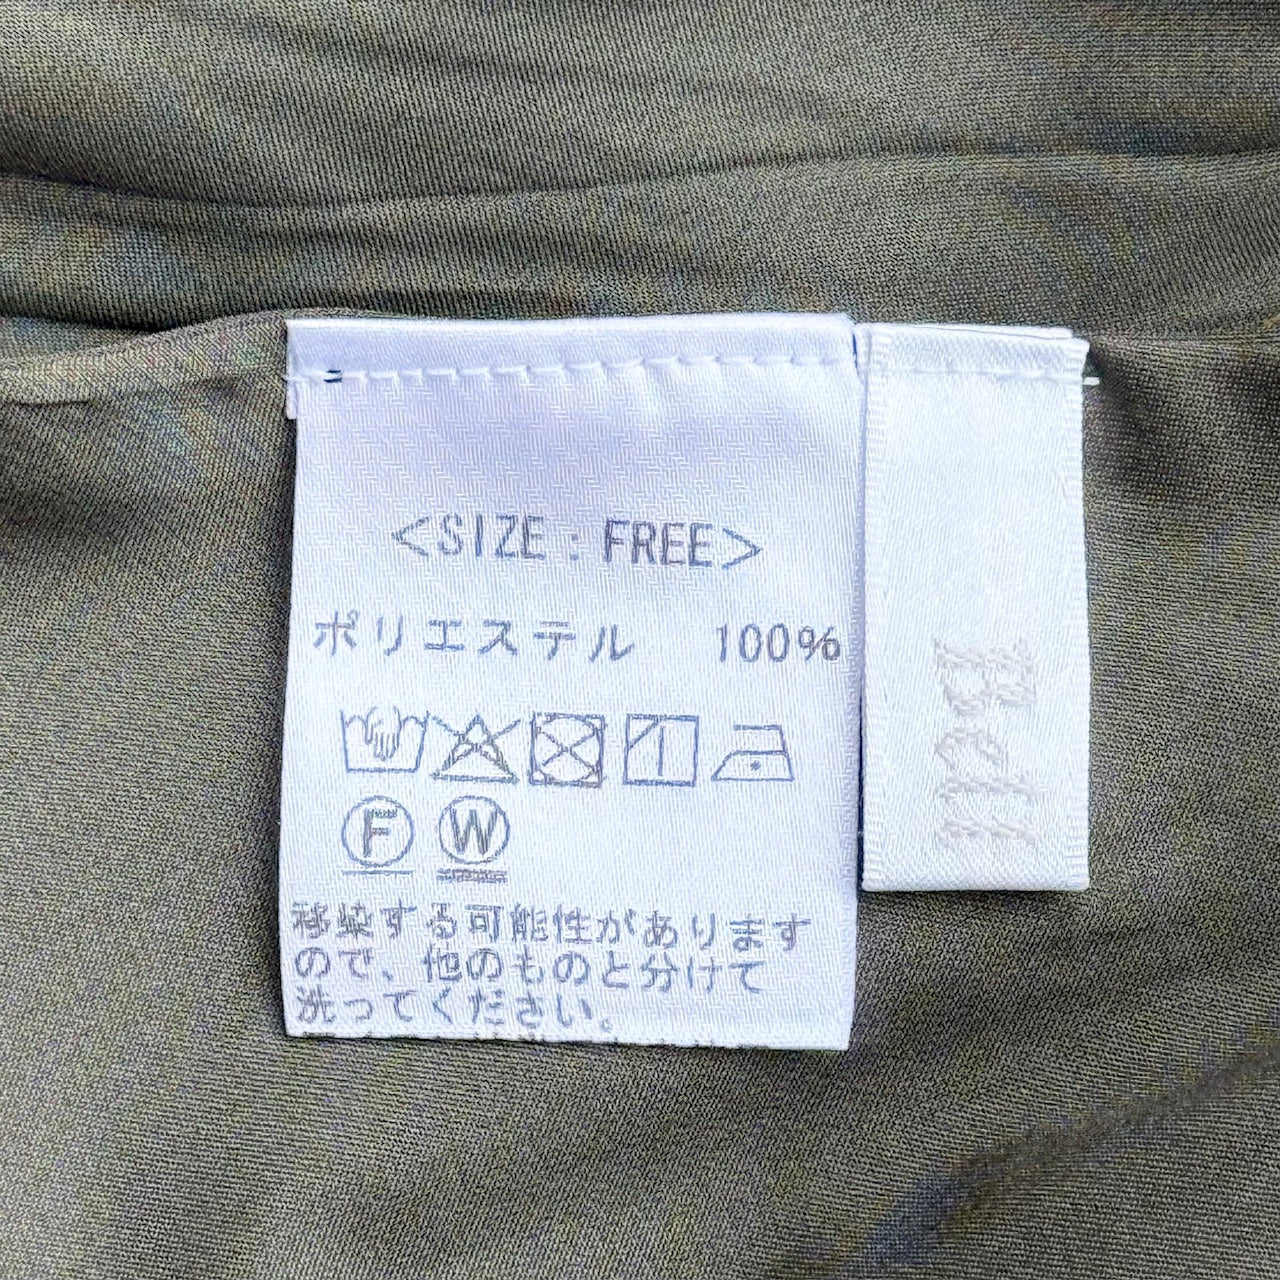 <SIZE : FREE>
ポリエステル 100%
F W
移染する可能性があります
ので、他のものと分けて
洗ってください。